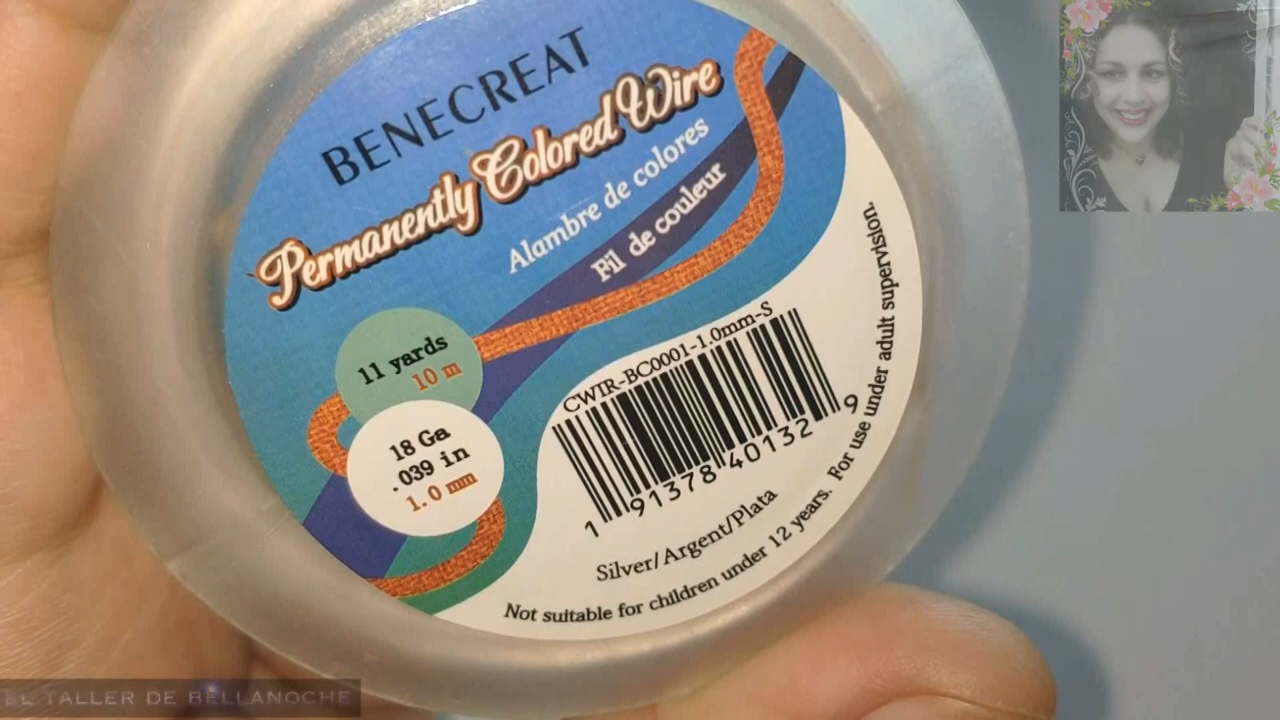 BENECREAT
Permanently Colored Wire
Alambre de colores
Fil de couleur
11 yards
10 m
18 Ga
.039 in
1.0 mm
CWIR-BC0001-1.0mm-S
1 91378 40132 9
Silver/Argent/Plata
Not suitable for children under 12 years. For use under adult supervision.
EL TALLER DE BELLANOCHE